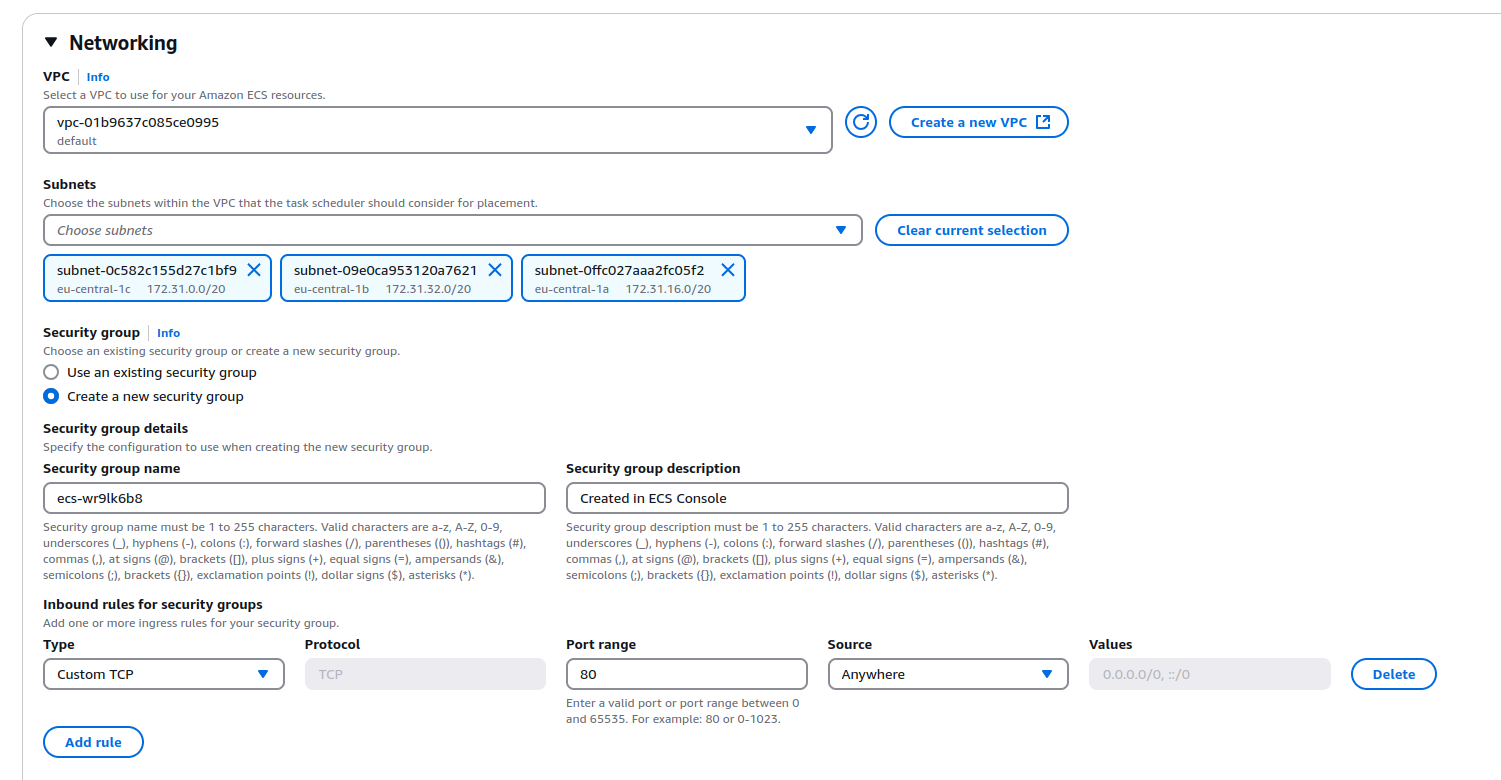 Networking
VPC Info
Select a VPC to use for your Amazon ECS resources.
vpc-01b9637c085ce0995
default
Create a new VPC
Subnets
Choose the subnets within the VPC that the task scheduler should consider for placement.
Choose subnets
Clear current selection
subnet-0c582c155d27c1bf9
eu-central-1c 172.31.0.0/20
subnet-09e0ca953120a7621
eu-central-1b 172.31.32.0/20
subnet-0ffc027aaa2fc05f2
eu-central-1a 172.31.16.0/20
Security group Info
Choose an existing security group or create a new security group.
Use an existing security group
Create a new security group
Security group details
Specify the configuration to use when creating the new security group.
Security group name
ecs-wr9lk6b8
Security group name must be 1 to 255 characters. Valid characters are a-z, A-Z, 0-9,
underscores (_), hyphens (-), colons (:), forward slashes (/), parentheses (()), hashtags (#),
commas (,), at signs (@), brackets ([]), plus signs (+), equal signs (=), ampersands (&),
semicolons (;), brackets ({}), exclamation points (!), dollar signs ($), asterisks (*).
Security group description
Created in ECS Console
Security group description must be 1 to 255 characters. Valid characters are a-z, A-Z, 0-9,
underscores (_), hyphens (-), colons (:), forward slashes (/), parentheses (()), hashtags (#),
commas (,), at signs (@), brackets ([]), plus signs (+), equal signs (=), ampersands (&),
semicolons (;), brackets ({}), exclamation points (!), dollar signs ($), asterisks (*).
Inbound rules for security groups
Add one or more ingress rules for your security group.
Type Protocol Port range Source Values
Custom TCP TCP 80 Anywhere 0.0.0.0/0, ::/0 Delete
Enter a valid port or port range between 0
and 65535. For example: 80 or 0-1023.
Add rule